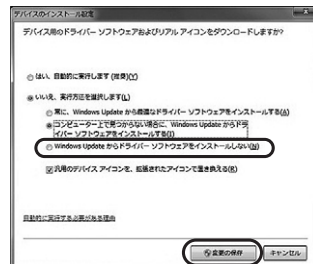 デバイスのインストール設定
デバイス用のドライバー ソフトウェアおよびリアル アイコンをダウンロードしますか?
はい、自動的に実行します (推奨)(Y)
いいえ、実行方法を選択します(L)
常に、Windows Update から最適なドライバー ソフトウェアをインストールする(A)
コンピューター上で見つからない場合に、Windows Update からドラ
イバー ソフトウェアをインストールする(I)
Windows Update からドライバー ソフトウェアをインストールしない(N)
汎用のデバイス アイコンを、拡張されたアイコンで置き換える(R)
自動的に実行する必要がある理由
変更の保存
キャンセル